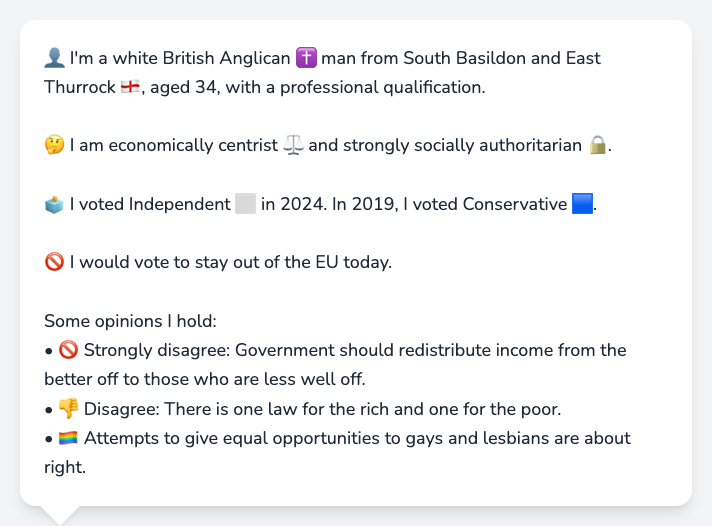 👤 I'm a white British Anglican ✝️ man from South Basildon and East
Thurrock 🏴󠁧󠁢󠁥󠁮󠁧󠁿, aged 34, with a professional qualification.
🤔 I am economically centrist ⚖️ and strongly socially authoritarian 🔒.
🗳️ I voted Independent ⬜ in 2024. In 2019, I voted Conservative 🟦.
🚫 I would vote to stay out of the EU today.
Some opinions I hold:
• 🚫 Strongly disagree: Government should redistribute income from the
better off to those who are less well off.
• 👎 Disagree: There is one law for the rich and one for the poor.
• 🏳️‍🌈 Attempts to give equal opportunities to gays and lesbians are about
right.